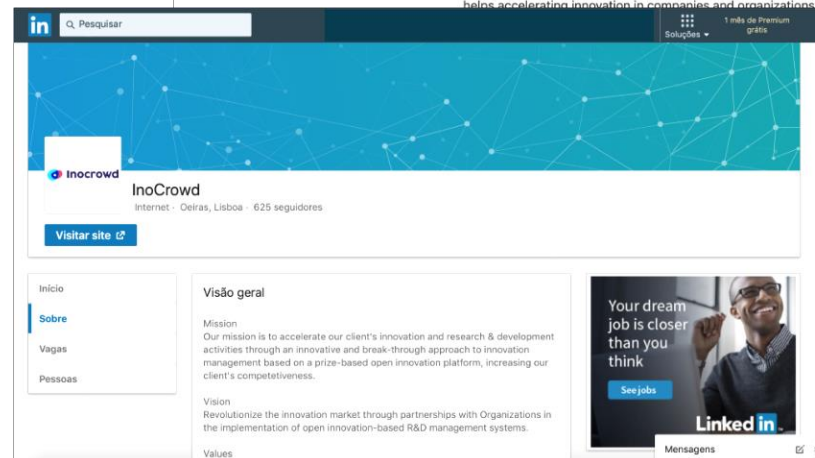 helps accelerating innovation in companies and organizations
in
Pesquisar
Soluções
1 mês de Premium
grátis
Inocrowd
InoCrowd
Internet · Oeiras, Lisboa · 625 seguidores
Visitar site
Início
Sobre
Vagas
Pessoas
Visão geral
Mission
Our mission is to accelerate our client's innovation and research & development
activities through an innovative and break-through approach to innovation
management based on a prize-based open innovation platform, increasing our
client's competetiveness.
Vision
Revolutionize the innovation market through partnerships with Organizations in
the implementation of open innovation-based R&D management systems.
Values
Your dream
job is closer
than you
think
See jobs
Linked in
Mensagens